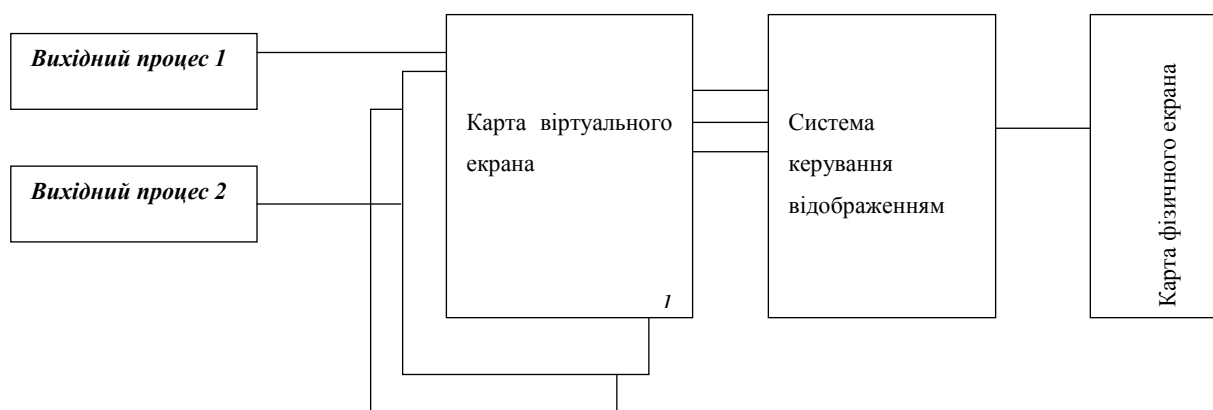 Вихідний процес 1
Вихідний процес 2
Карта віртуального
екрана
1
Система
керування
відображенням
Карта фізичного екрана